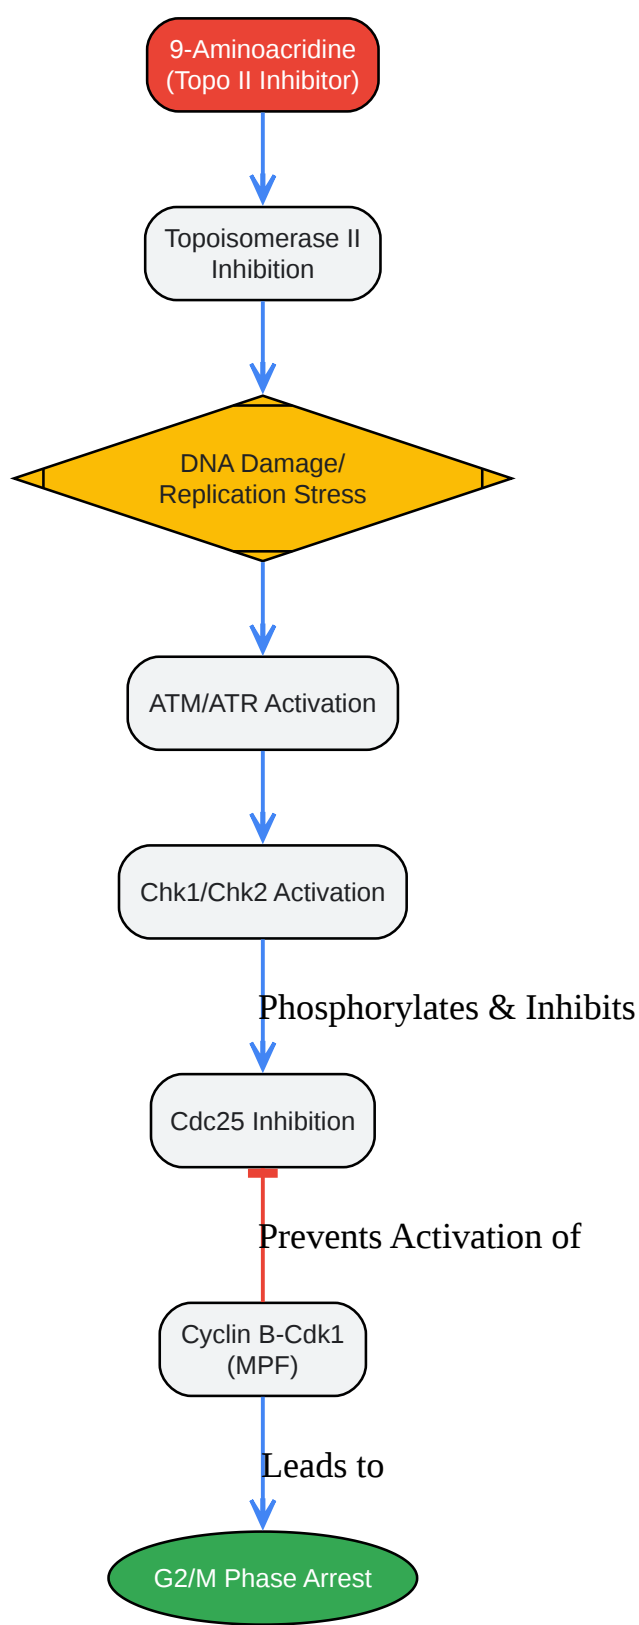 9-Aminoacridine
(Topo II Inhibitor)
Topoisomerase II
Inhibition
DNA Damage/
Replication Stress
ATM/ATR Activation
Chk1/Chk2 Activation
Phosphorylates & Inhibits
Cdc25 Inhibition
Prevents Activation of
Cyclin B-Cdk1
(MPF)
Leads to
G2/M Phase Arrest